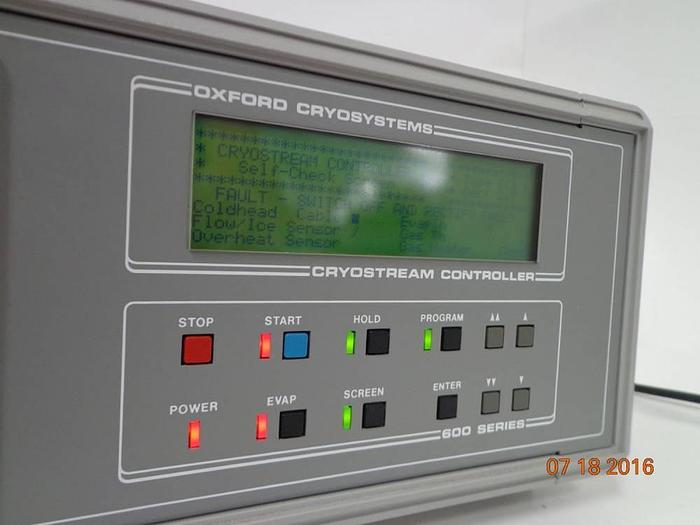 OXFORD CRYOSYSTEMS
********************
* CRYOSTREAM CONTROLLER
* Self-Check
********************
FAULT - SWITCH OFF AND
Coldhead Cable
Flow/Ice Sensor
Overheat Sensor
CRYOSTREAM CONTROLLER
STOP START HOLD PROGRAM
POWER EVAP SCREEN ENTER
600 SERIES
07 18 2016